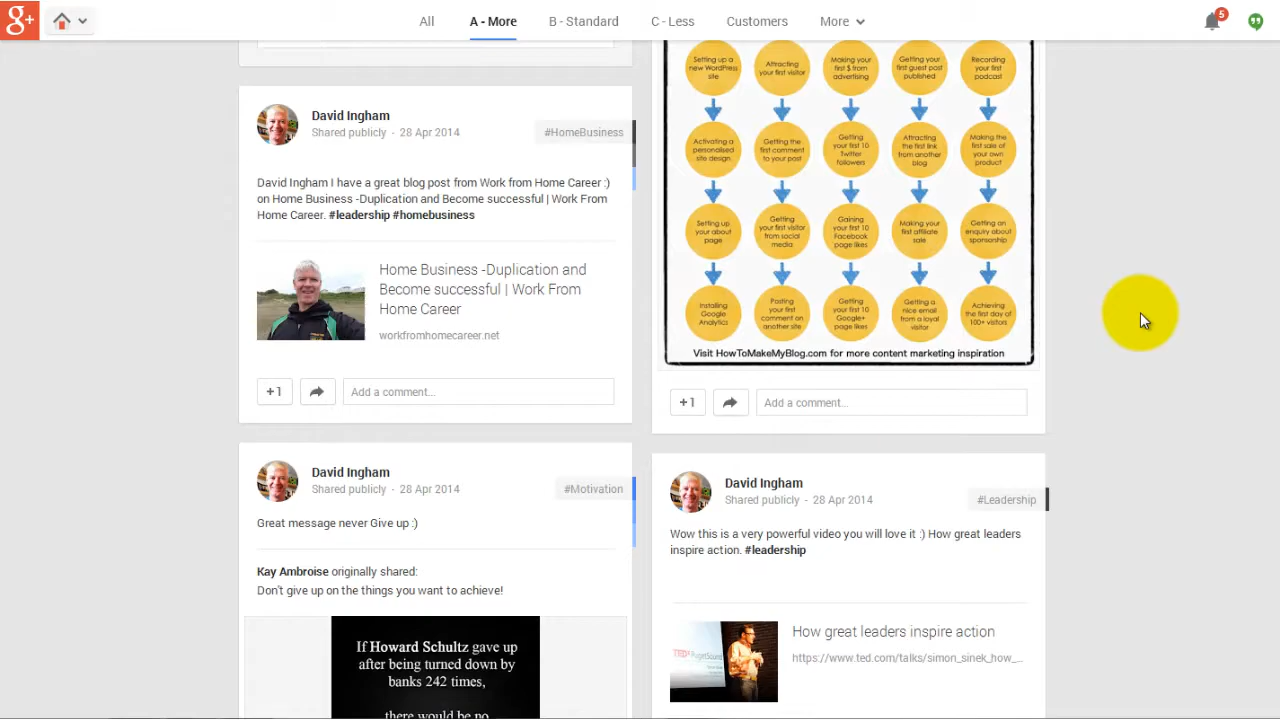 g+
All
A - More
B - Standard
C - Less
Customers
More
5
David Ingham
Shared publicly - 28 Apr 2014
#HomeBusiness
David Ingham I have a great blog post from Work from Home Career :)
on Home Business -Duplication and Become successful | Work From
Home Career. #leadership #homebusiness
Home Business -Duplication and
Become successful | Work From
Home Career
workfromhomecareer.net
+1
Add a comment...
David Ingham
Shared publicly - 28 Apr 2014
#Motivation
Great message never Give up :)
Kay Ambroise originally shared:
Don't give up on the things you want to achieve!
If Howard Schultz gave up
after being turned down by
banks 242 times,
there would be no
Setting up a
new WordPress
site
Attracting
your first visitor
Making your
first $ from
advertising
Getting your
first guest post
published
Recording
your first
podcast
Activating a
personalised
site design
Getting the
first comment
to your post
Getting
your first 10
Twitter
followers
Attracting
the first link
from another
blog
Making the
first sale of
your own
product
Setting up
your about
page
Getting
your first visitor
from social
media
Gaining
your first 10
Facebook
page likes
Making your
first affiliate
sale
Getting an
enquiry about
sponsorship
Installing
Google
Analytics
Posting
your first
comment on
another site
Getting
your first 10
Google+
page likes
Getting a
nice email
from a loyal
visitor
Achieving
the first day of
100+ visitors
Visit HowToMakeMyBlog.com for more content marketing inspiration
+1
Add a comment...
David Ingham
Shared publicly - 28 Apr 2014
#Leadership
Wow this is a very powerful video you will love it :) How great leaders
inspire action. #leadership
TEDx PugetSound
How great leaders inspire action
https://www.ted.com/talks/simon_sinek_how_...